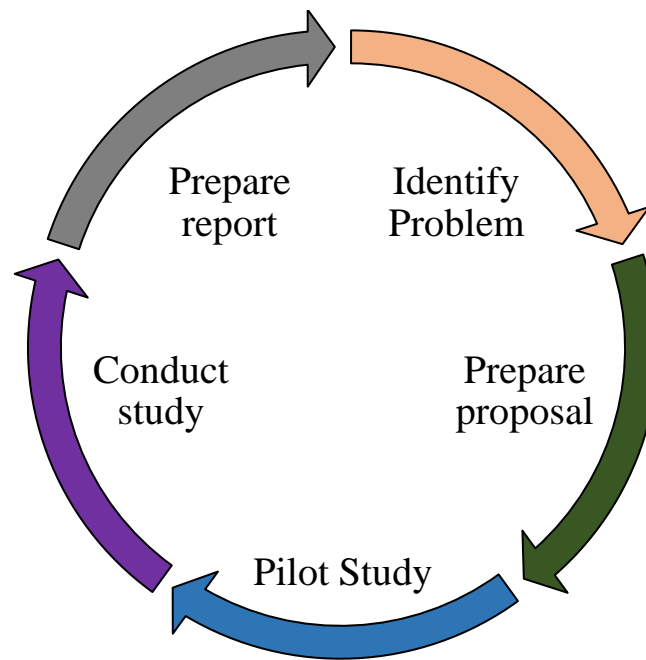 Identify
Problem
Prepare
proposal
Pilot Study
Conduct
study
Prepare
report